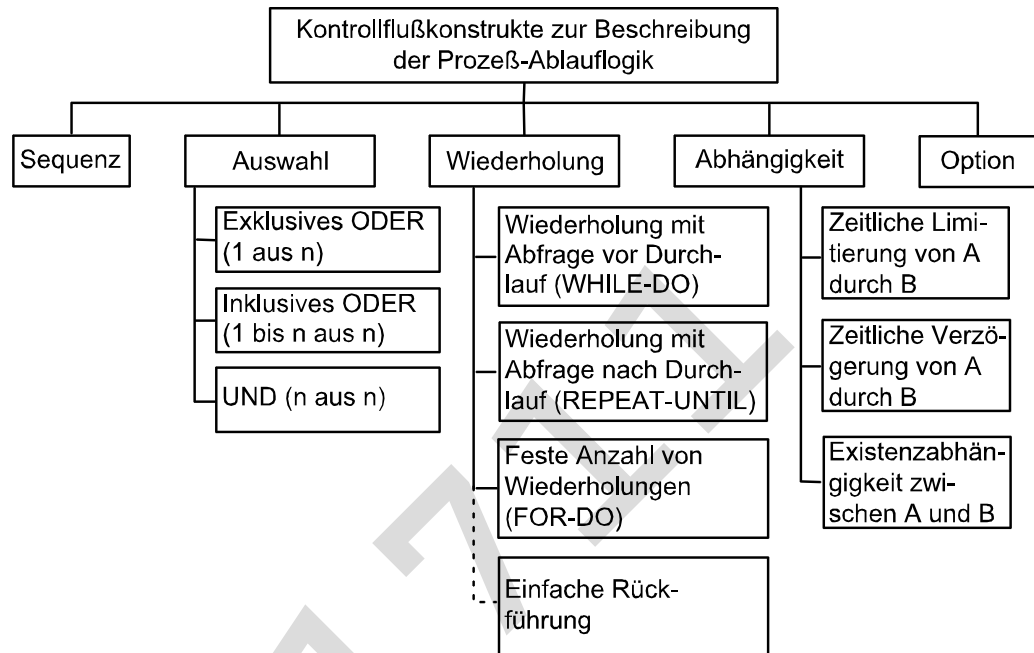 Kontrollflußkonstrukte zur Beschreibung
der Prozeß-Ablauflogik
Sequenz
Auswahl
Wiederholung
Abhängigkeit
Option
Exklusives ODER
(1 aus n)
Inklusives ODER
(1 bis n aus n)
UND (n aus n)
Wiederholung mit
Abfrage vor Durch-
lauf (WHILE-DO)
Wiederholung mit
Abfrage nach Durch-
lauf (REPEAT-UNTIL)
Feste Anzahl von
Wiederholungen
(FOR-DO)
Einfache Rück-
führung
Zeitliche Limi-
tierung von A
durch B
Zeitliche Verzö-
gerung von A
durch B
Existenzabhän-
gigkeit zwi-
schen A und B